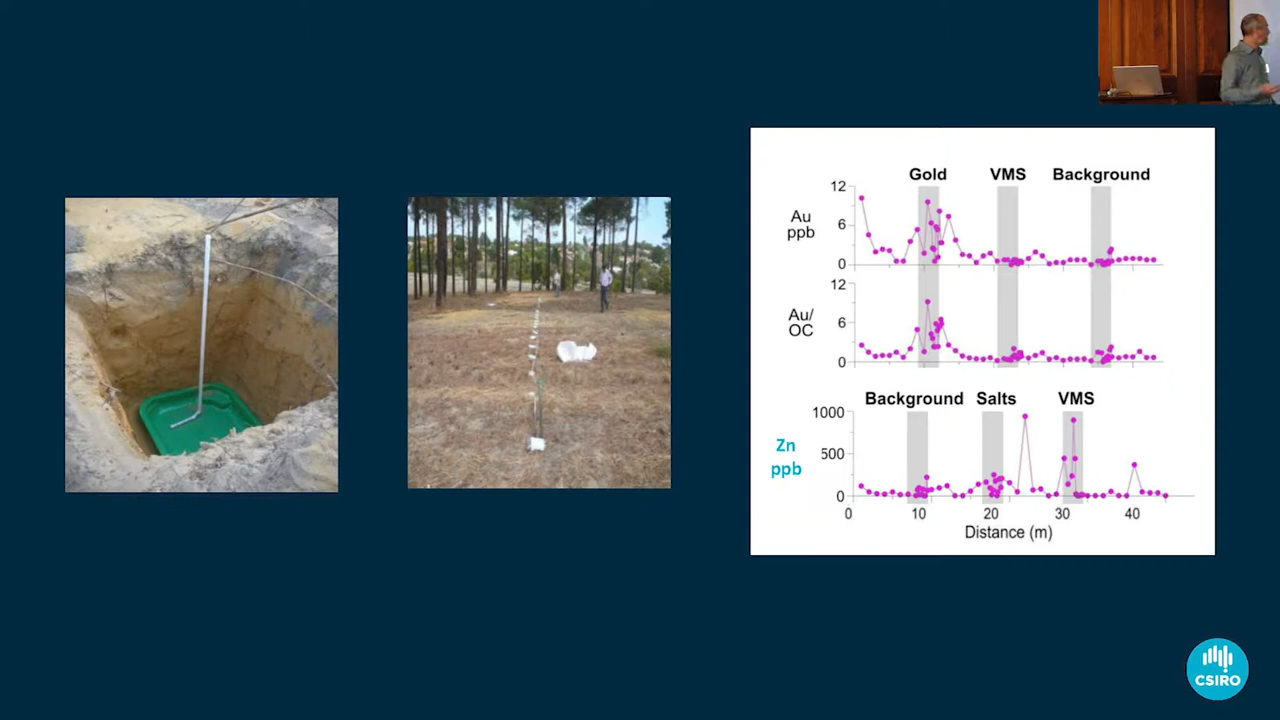 Gold VMS Background
12
Au
ppb
6
0
12
Au/
OC
6
0
Background Salts VMS
1000
Zn
ppb
500
0
0 10 20 30 40
Distance (m)
CSIRO